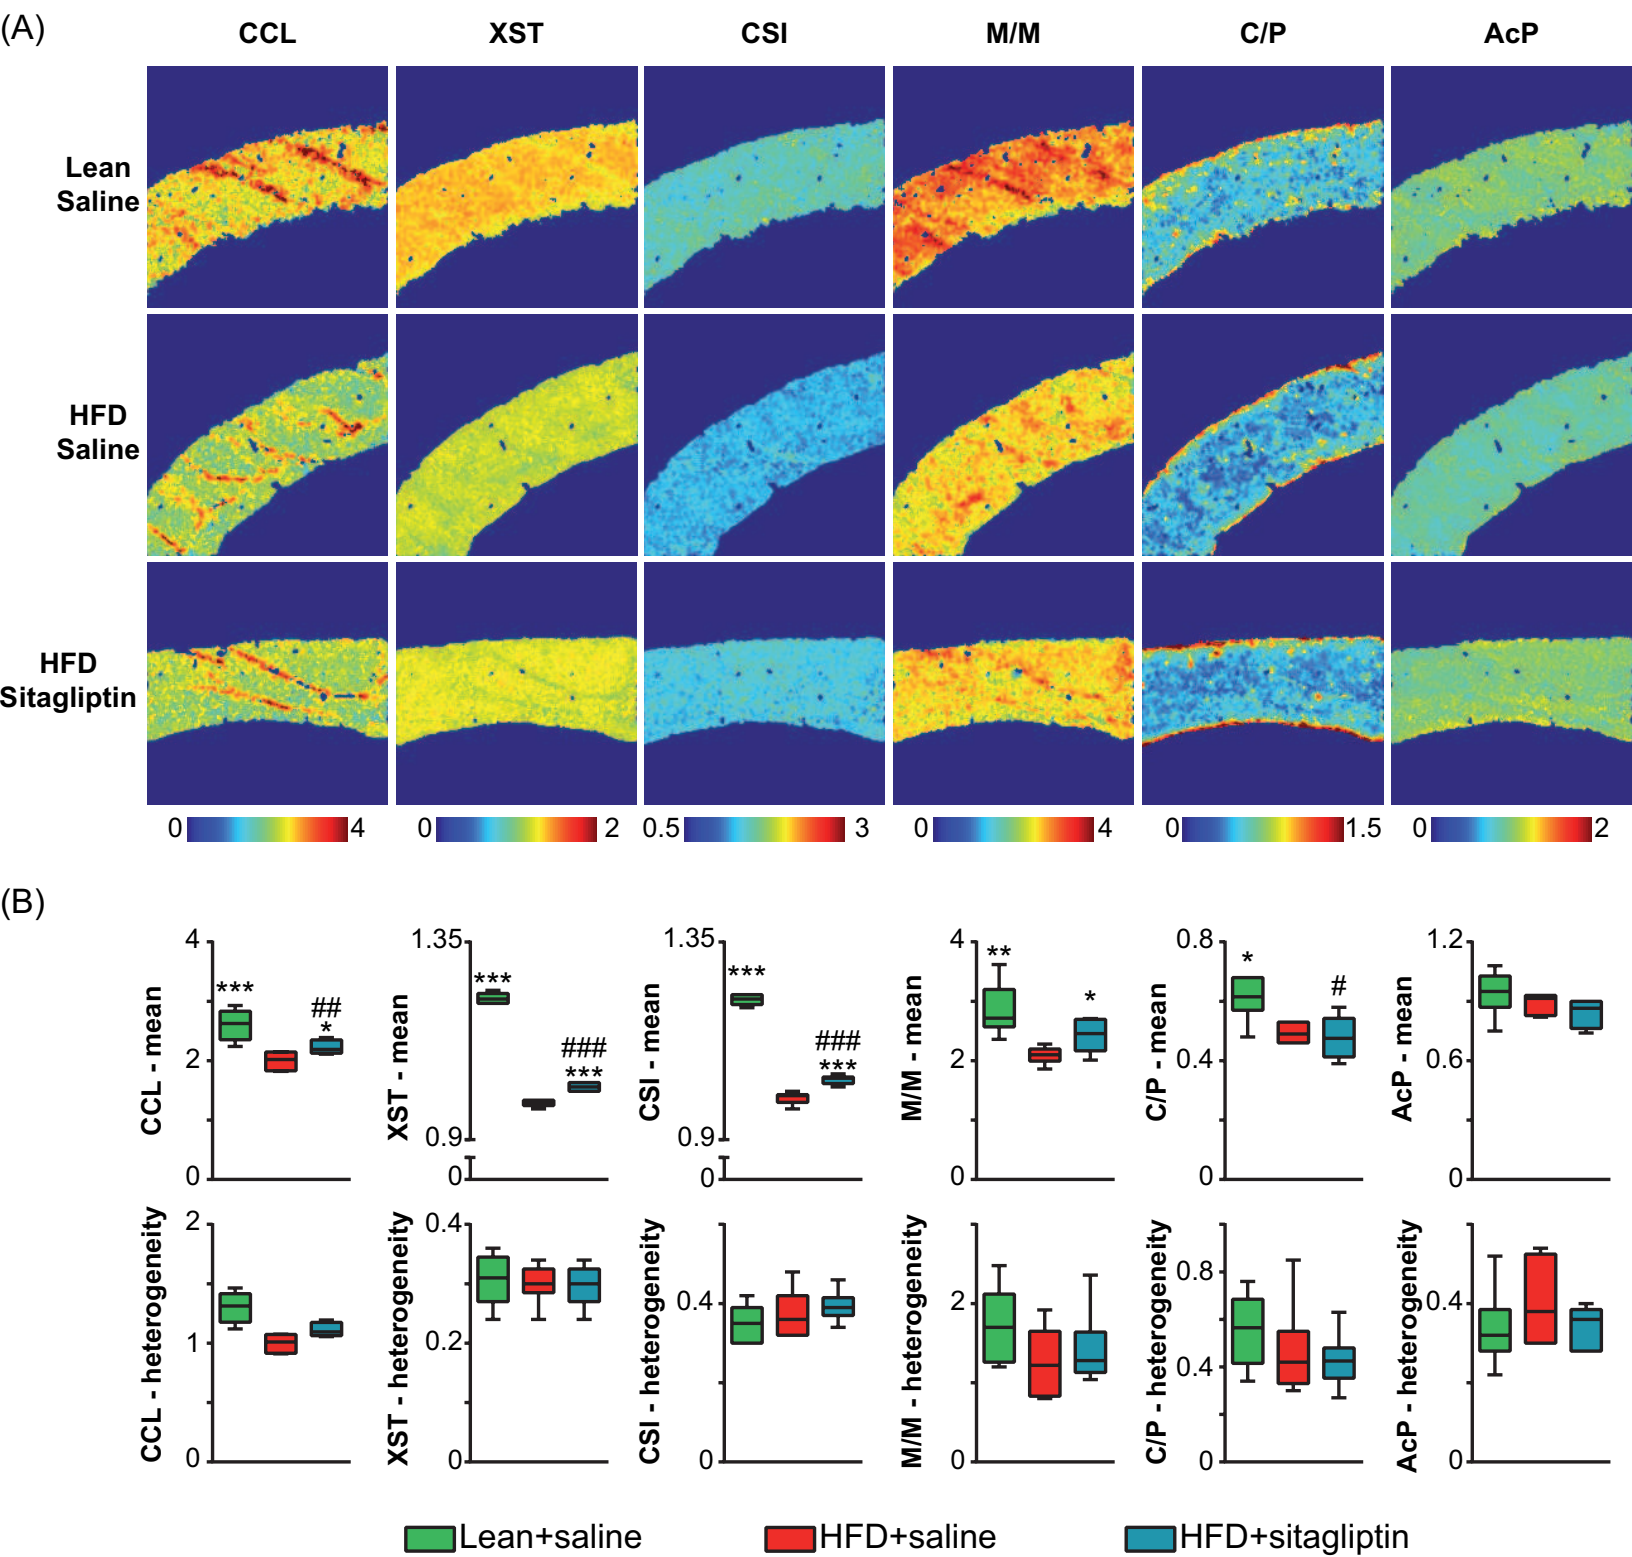 (A)
CCL XST CSI M/M C/P AcP
Lean
Saline
HFD
Saline
HFD
Sitagliptin
0 4 0 2 0.5 3 0 4 0 1.5 0 2
(B)
CCL - mean
4
2
0
***
##
*
XST - mean
1.35
0.9
0
***
###
***
CSI - mean
1.35
0.9
0
***
###
***
M/M - mean
4
2
0
**
*
C/P - mean
0.8
0.4
0
*
#
AcP - mean
1.2
0.6
0
CCL - heterogeneity
2
1
0
XST - heterogeneity
0.4
0.2
0
CSI - heterogeneity
0.4
0
M/M - heterogeneity
2
0
C/P - heterogeneity
0.8
0.4
0
AcP - heterogeneity
0.4
0
Lean+saline HFD+saline HFD+sitagliptin